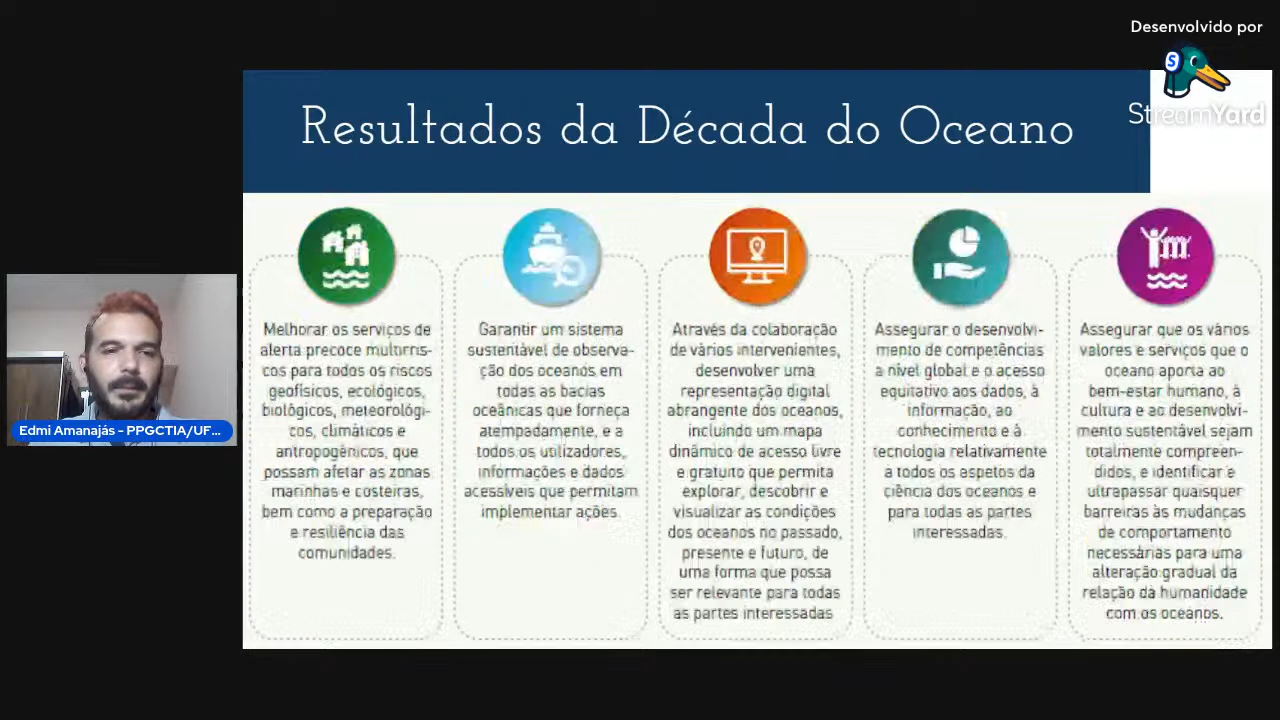 Desenvolvido por
StreamYard
Resultados da Década do Oceano
Melhorar os serviços de
alerta precoce multirris-
cos para todos os riscos
geofísicos, ecológicos,
biológicos, meteorológi-
cos, climáticos e
antropogênicos, que
possam afetar as zonas
marinhas e costeiras,
bem como a preparação
e resiliência das
comunidades.
Garantir um sistema
sustentável de observa-
ção dos oceanos em
todas as bacias
oceânicas que forneça
atempadamente, e a
todos os utilizadores,
informações e dados
acessíveis que permitam
implementar ações.
Através da colaboração
de vários intervenientes,
desenvolver uma
representação digital
abrangente dos oceanos,
incluindo um mapa
dinâmico de acesso livre
e gratuito que permita
explorar, descobrir e
visualizar as condições
dos oceanos no passado,
presente e futuro, de
uma forma que possa
ser relevante para todas
as partes interessadas
Assegurar o desenvolvi-
mento de competências
a nível global e o acesso
equitativo aos dados, à
informação, ao
conhecimento e à
tecnologia relativamente
a todos os aspetos da
ciência dos oceanos e
para todas as partes
interessadas.
Assegurar que os vários
valores e serviços que o
oceano aporta ao
bem-estar humano, à
cultura e ao desenvolvi-
mento sustentável sejam
totalmente compreen-
didos, e identificar e
ultrapassar quaisquer
barreiras às mudanças
de comportamento
necessárias para uma
alteração gradual da
relação da humanidade
com os oceanos.
Edmi Amanajás - PPGCTIA/UF...